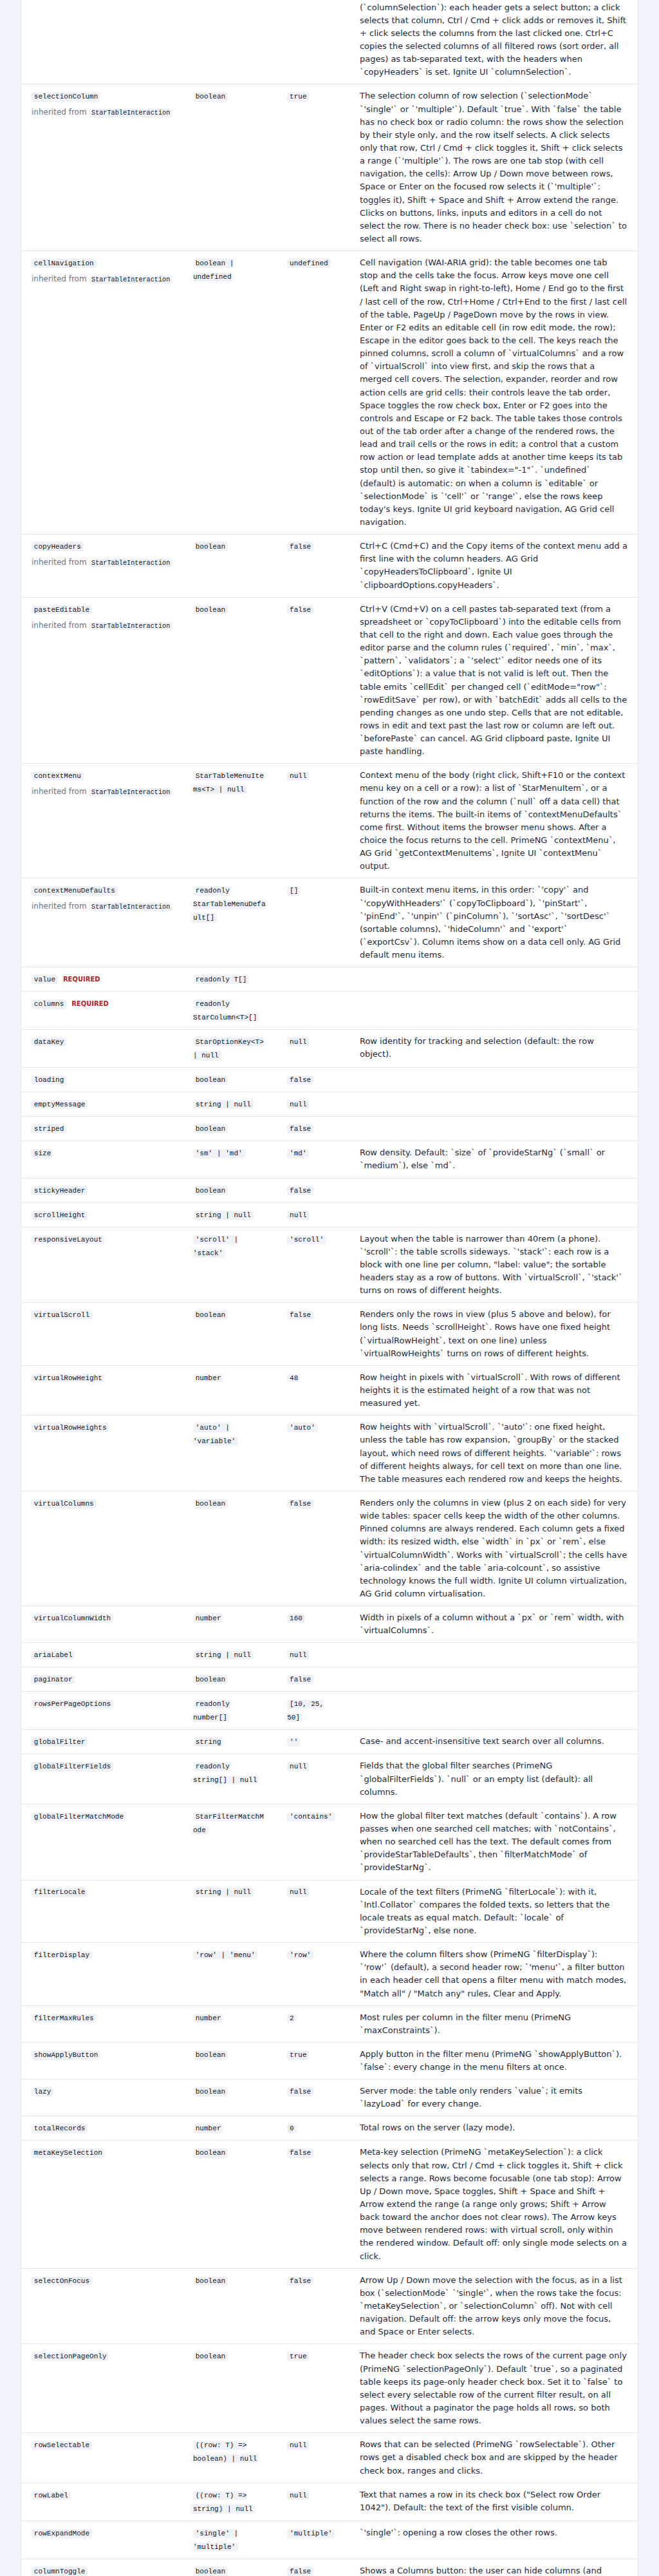 (`columnSelection`): each header gets a select button; a click
selects that column, Ctrl / Cmd + click adds or removes it, Shift
+ click selects the columns from the last clicked one. Ctrl+C
copies the selected columns of all filtered rows (sort order, all
pages) as tab-separated text, with the headers when
`copyHeaders` is set. Ignite UI `columnSelection`.
selectionColumn boolean true The selection column of row selection (`selectionMode`
inherited from StarTableInteraction `'single'` or `'multiple'`). Default `true`. With `false` the table
has no check box or radio column: the rows show the selection
by their style only, and the row itself selects. A click selects
only that row, Ctrl / Cmd + click toggles it, Shift + click selects
a range (`'multiple'`). The rows are one tab stop (with cell
navigation, the cells): Arrow Up / Down move between rows,
Space or Enter on the focused row selects it (`'multiple'`:
toggles it), Shift + Space and Shift + Arrow extend the range.
Clicks on buttons, links, inputs and editors in a cell do not
select the row. There is no header check box: use `selection` to
select all rows.
cellNavigation boolean | undefined Cell navigation (WAI-ARIA grid): the table becomes one tab
inherited from StarTableInteraction undefined stop and the cells take the focus. Arrow keys move one cell
(Left and Right swap in right-to-left), Home / End go to the first
/ last cell of the row, Ctrl+Home / Ctrl+End to the first / last cell
of the table, PageUp / PageDown move by the rows in view.
Enter or F2 edits an editable cell (in row edit mode, the row);
Escape in the editor goes back to the cell. The keys reach the
pinned columns, scroll a column of `virtualColumns` and a row
of `virtualScroll` into view first, and skip the rows that a
merged cell covers. The selection, expander, reorder and row
action cells are grid cells: their controls leave the tab order,
Space toggles the row check box, Enter or F2 goes into the
controls and Escape or F2 back. The table takes those controls
out of the tab order after a change of the rendered rows, the
lead and trail cells or the rows in edit; a control that a custom
row action or lead template adds at another time keeps its tab
stop until then, so give it `tabindex="-1"`. `undefined`
(default) is automatic: on when a column is `editable` or
`selectionMode` is `'cell'` or `'range'`, else the rows keep
today's keys. Ignite UI grid keyboard navigation, AG Grid cell
navigation.
copyHeaders boolean false Ctrl+C (Cmd+C) and the Copy items of the context menu add a
inherited from StarTableInteraction first line with the column headers. AG Grid
`copyHeadersToClipboard`, Ignite UI
`clipboardOptions.copyHeaders`.
pasteEditable boolean false Ctrl+V (Cmd+V) on a cell pastes tab-separated text (from a
inherited from StarTableInteraction spreadsheet or `copyToClipboard`) into the editable cells from
that cell to the right and down. Each value goes through the
editor parse and the column rules (`required`, `min`, `max`,
`pattern`, `validators`; a `'select'` editor needs one of its
`editOptions`): a value that is not valid is left out. Then the
table emits `cellEdit` per changed cell (`editMode="row"`:
`rowEditSave` per row), or with `batchEdit` adds all cells to the
pending changes as one undo step. Cells that are not editable,
rows in edit and text past the last row or column are left out.
`beforePaste` can cancel. AG Grid clipboard paste, Ignite UI
paste handling.
contextMenu StarTableMenuIte null Context menu of the body (right click, Shift+F10 or the context
inherited from StarTableInteraction ms<T> | null menu key on a cell or a row): a list of `StarMenuItem`, or a
function of the row and the column (`null` off a data cell) that
returns the items. The built-in items of `contextMenuDefaults`
come first. Without items the browser menu shows. After a
choice the focus returns to the cell. PrimeNG `contextMenu`,
AG Grid `getContextMenuItems`, Ignite UI `contextMenu`
output.
contextMenuDefaults readonly [] Built-in context menu items, in this order: `'copy'` and
inherited from StarTableInteraction StarTableMenuDefa `'copyWithHeaders'` (`copyToClipboard`), `'pinStart'`,
ult[] `'pinEnd'`, `'unpin'` (`pinColumn`), `'sortAsc'`, `'sortDesc'`
(sortable columns), `'hideColumn'` and `'export'`
(`exportCsv`). Column items show on a data cell only. AG Grid
default menu items.
value REQUIRED readonly T[]
columns REQUIRED readonly
StarColumn<T>[]
dataKey StarOptionKey<T> null Row identity for tracking and selection (default: the row
| null object).
loading boolean false
emptyMessage string | null null
striped boolean false
size 'sm' | 'md' 'md' Row density. Default: `size` of `provideStarNg` (`small` or
`medium`), else `md`.
stickyHeader boolean false
scrollHeight string | null null
responsiveLayout 'scroll' | 'scroll' Layout when the table is narrower than 40rem (a phone).
'stack' `'scroll'`: the table scrolls sideways. `'stack'`: each row is a
block with one line per column, "label: value"; the sortable
headers stay as a row of buttons. With `virtualScroll`, `'stack'`
turns on rows of different heights.
virtualScroll boolean false Renders only the rows in view (plus 5 above and below), for
long lists. Needs `scrollHeight`. Rows have one fixed height
(`virtualRowHeight`, text on one line) unless
`virtualRowHeights` turns on rows of different heights.
virtualRowHeight number 48 Row height in pixels with `virtualScroll`. With rows of different
heights it is the estimated height of a row that was not
measured yet.
virtualRowHeights 'auto' | 'auto' Row heights with `virtualScroll`. `'auto'`: one fixed height,
'variable' unless the table has row expansion, `groupBy` or the stacked
layout, which need rows of different heights. `'variable'`: rows
of different heights always, for cell text on more than one line.
The table measures each rendered row and keeps the heights.
virtualColumns boolean false Renders only the columns in view (plus 2 on each side) for very
wide tables: spacer cells keep the width of the other columns.
Pinned columns are always rendered. Each column gets a fixed
width: its resized width, else `width` in `px` or `rem`, else
`virtualColumnWidth`. Works with `virtualScroll`; the cells have
`aria-colindex` and the table `aria-colcount`, so assistive
technology knows the full width. Ignite UI column virtualization,
AG Grid column virtualisation.
virtualColumnWidth number 160 Width in pixels of a column without a `px` or `rem` width, with
`virtualColumns`.
ariaLabel string | null null
paginator boolean false
rowsPerPageOptions readonly [10, 25,
number[] 50]
globalFilter string '' Case- and accent-insensitive text search over all columns.
globalFilterFields readonly null Fields that the global filter searches (PrimeNG
string[] | null `globalFilterFields`). `null` or an empty list (default): all
columns.
globalFilterMatchMode StarFilterMatchM 'contains' How the global filter text matches (default `contains`). A row
ode passes when one searched cell matches; with `notContains`,
when no searched cell has the text. The default comes from
`provideStarTableDefaults`, then `filterMatchMode` of
`provideStarNg`.
filterLocale string | null null Locale of the text filters (PrimeNG `filterLocale`): with it,
`Intl.Collator` compares the folded texts, so letters that the
locale treats as equal match. Default: `locale` of
`provideStarNg`, else none.
filterDisplay 'row' | 'menu' 'row' Where the column filters show (PrimeNG `filterDisplay`):
`'row'` (default), a second header row; `'menu'`, a filter button
in each header cell that opens a filter menu with match modes,
"Match all" / "Match any" rules, Clear and Apply.
filterMaxRules number 2 Most rules per column in the filter menu (PrimeNG
`maxConstraints`).
showApplyButton boolean true Apply button in the filter menu (PrimeNG `showApplyButton`).
`false`: every change in the menu filters at once.
lazy boolean false Server mode: the table only renders `value`; it emits
`lazyLoad` for every change.
totalRecords number 0 Total rows on the server (lazy mode).
metaKeySelection boolean false Meta-key selection (PrimeNG `metaKeySelection`): a click
selects only that row, Ctrl / Cmd + click toggles it, Shift + click
selects a range. Rows become focusable (one tab stop): Arrow
Up / Down move, Space toggles, Shift + Space and Shift +
Arrow extend the range (a range only grows; Shift + Arrow
back toward the anchor does not clear rows). The Arrow keys
move between rendered rows: with virtual scroll, only within
the rendered window. Default off: only single mode selects on a
click.
selectOnFocus boolean false Arrow Up / Down move the selection with the focus, as in a list
box (`selectionMode` `'single'`, when the rows take the focus:
`metaKeySelection`, or `selectionColumn` off). Not with cell
navigation. Default off: the arrow keys only move the focus,
and Space or Enter selects.
selectionPageOnly boolean true The header check box selects the rows of the current page only
(PrimeNG `selectionPageOnly`). Default `true`, so a paginated
table keeps its page-only header check box. Set it to `false` to
select every selectable row of the current filter result, on all
pages. Without a paginator the page holds all rows, so both
values select the same rows.
rowSelectable ((row: T) => null Rows that can be selected (PrimeNG `rowSelectable`). Other
boolean) | null rows get a disabled check box and are skipped by the header
check box, ranges and clicks.
rowLabel ((row: T) => null Text that names a row in its check box ("Select row Order
string) | null 1042"). Default: the text of the first visible column.
rowExpandMode 'single' | 'multiple' `'single'`: opening a row closes the other rows.
'multiple'
columnToggle boolean false Shows a Columns button: the user can hide columns (and